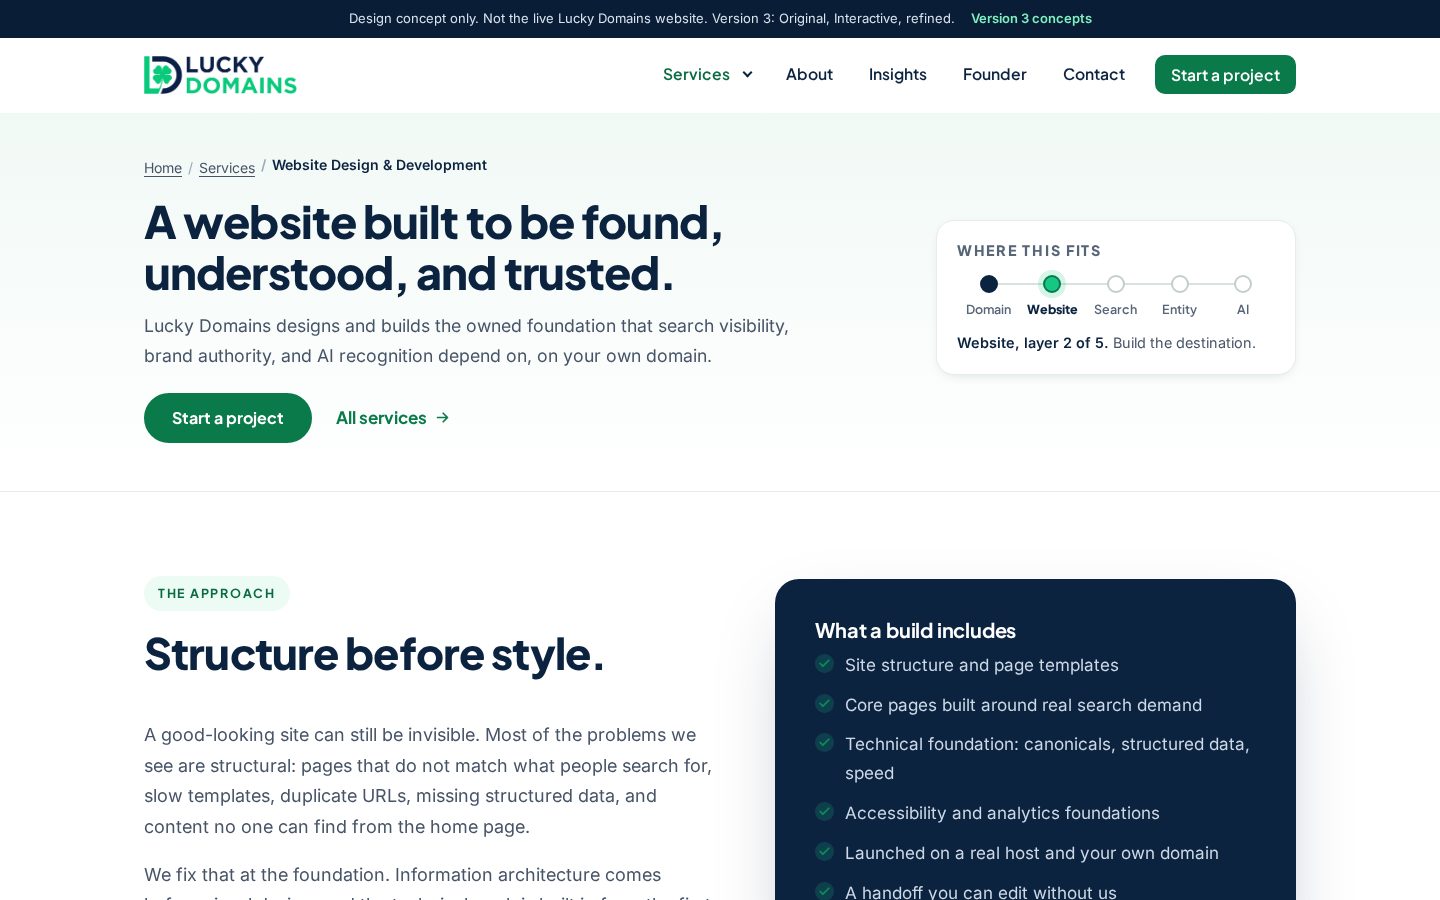 Design concept only. Not the live Lucky Domains website. Version 3: Original, Interactive, refined. Version 3 concepts
LUCKY
DOMAINS
Services About Insights Founder Contact Start a project
Home / Services / Website Design & Development
A website built to be found,
understood, and trusted.
Lucky Domains designs and builds the owned foundation that search visibility,
brand authority, and AI recognition depend on, on your own domain.
Start a project All services →
WHERE THIS FITS
Domain Website Search Entity AI
Website, layer 2 of 5. Build the destination.
THE APPROACH
Structure before style.
A good-looking site can still be invisible. Most of the problems we
see are structural: pages that do not match what people search for,
slow templates, duplicate URLs, missing structured data, and
content no one can find from the home page.
We fix that at the foundation. Information architecture comes
What a build includes
Site structure and page templates
Core pages built around real search demand
Technical foundation: canonicals, structured data,
speed
Accessibility and analytics foundations
Launched on a real host and your own domain
A handoff you can edit without us